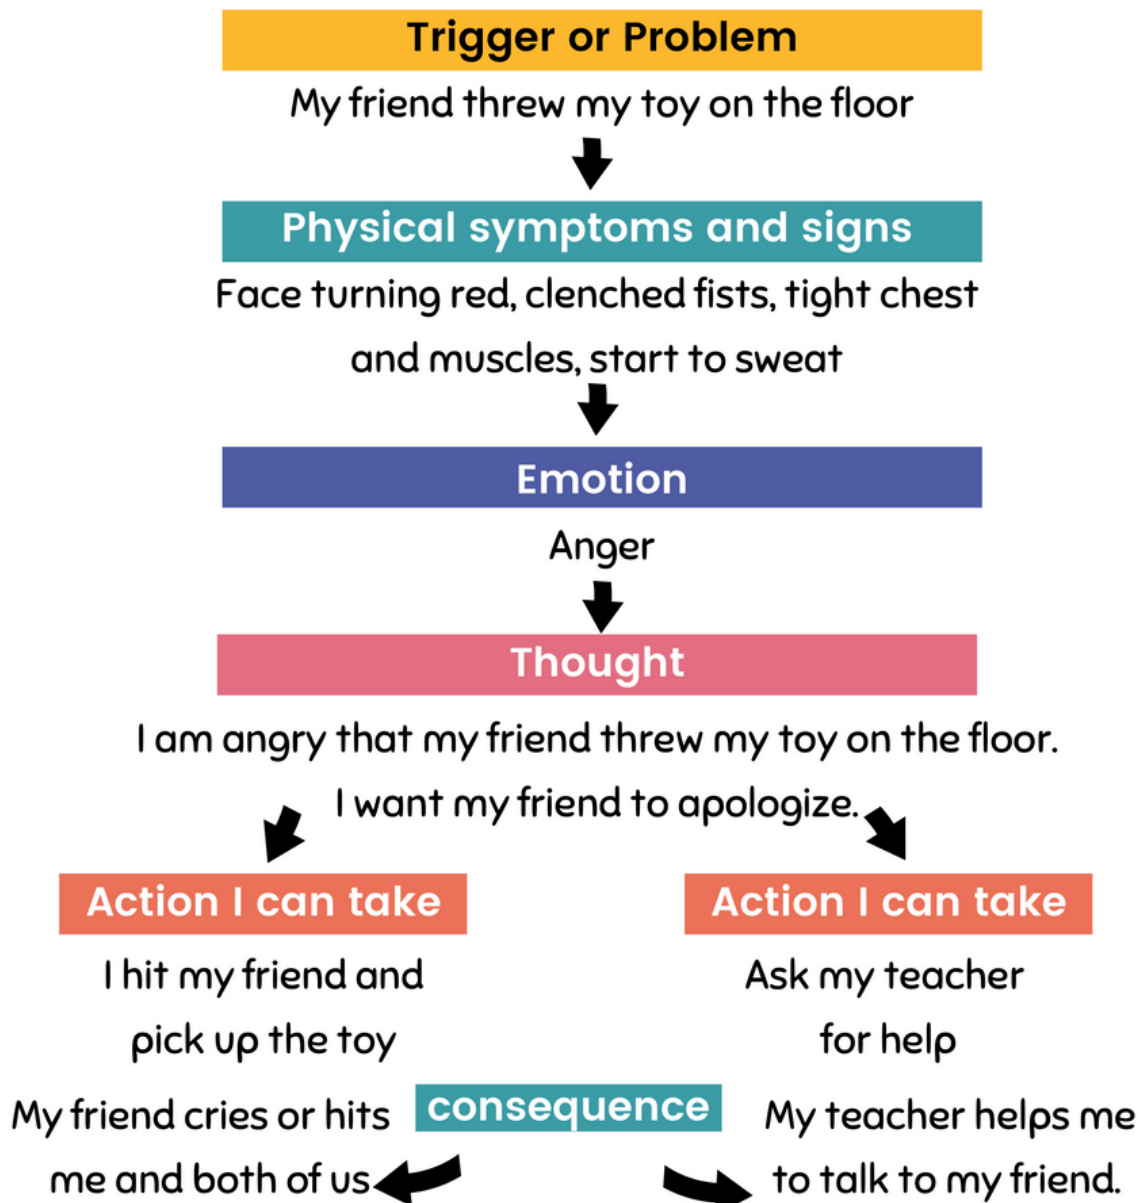 Trigger or Problem
My friend threw my toy on the floor
Physical symptoms and signs
Face turning red, clenched fists, tight chest
and muscles, start to sweat
Emotion
Anger
Thought
I am angry that my friend threw my toy on the floor.
I want my friend to apologize.
Action I can take
I hit my friend and
pick up the toy
Action I can take
Ask my teacher
for help
consequence
My friend cries or hits
me and both of us
My teacher helps me
to talk to my friend.